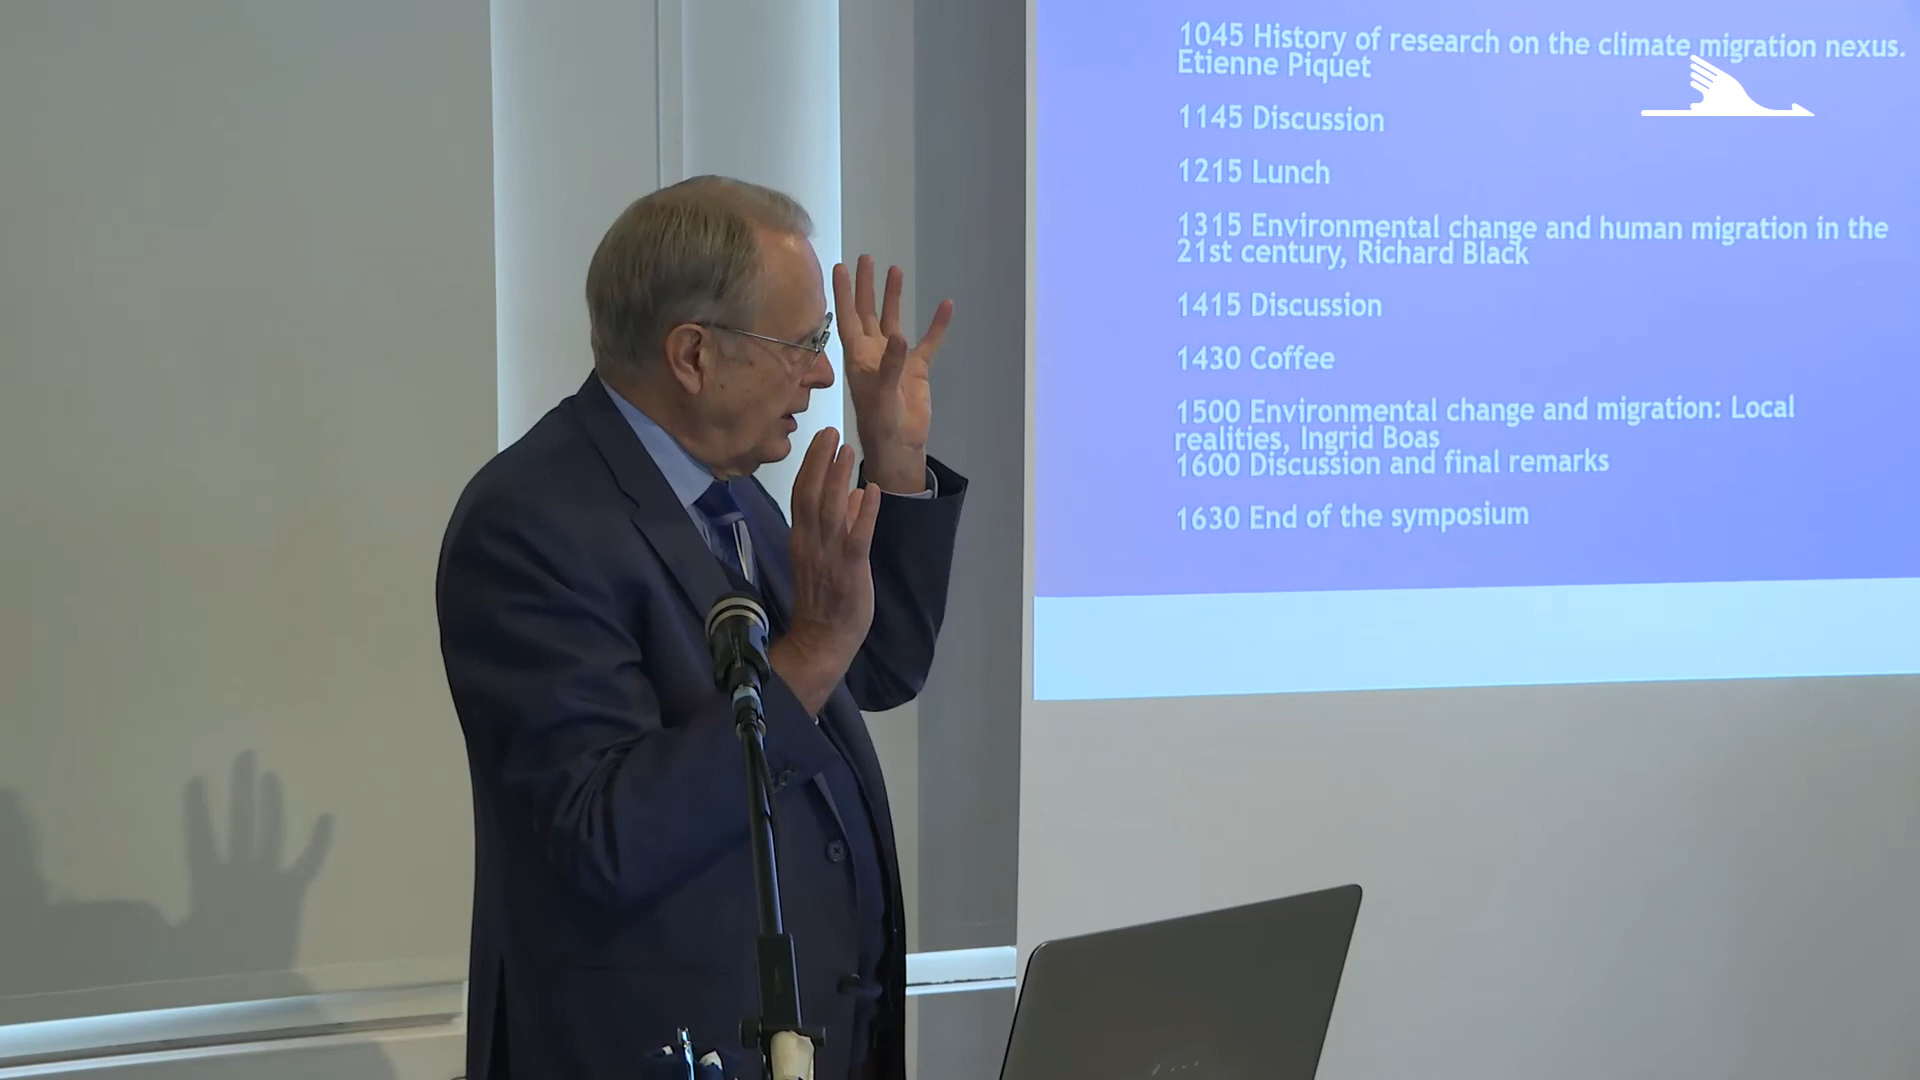 1045 History of research on the climate migration nexus.
Etienne Piquet
1145 Discussion
1215 Lunch
1315 Environmental change and human migration in the
21st century, Richard Black
1415 Discussion
1430 Coffee
1500 Environmental change and migration: Local
realities, Ingrid Boas
1600 Discussion and final remarks
1630 End of the symposium